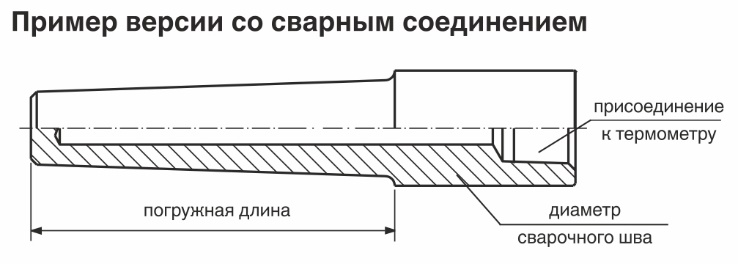 Пример версии со сварным соединением
присоединение
к термометру
погружная длина
диаметр
сварочного шва